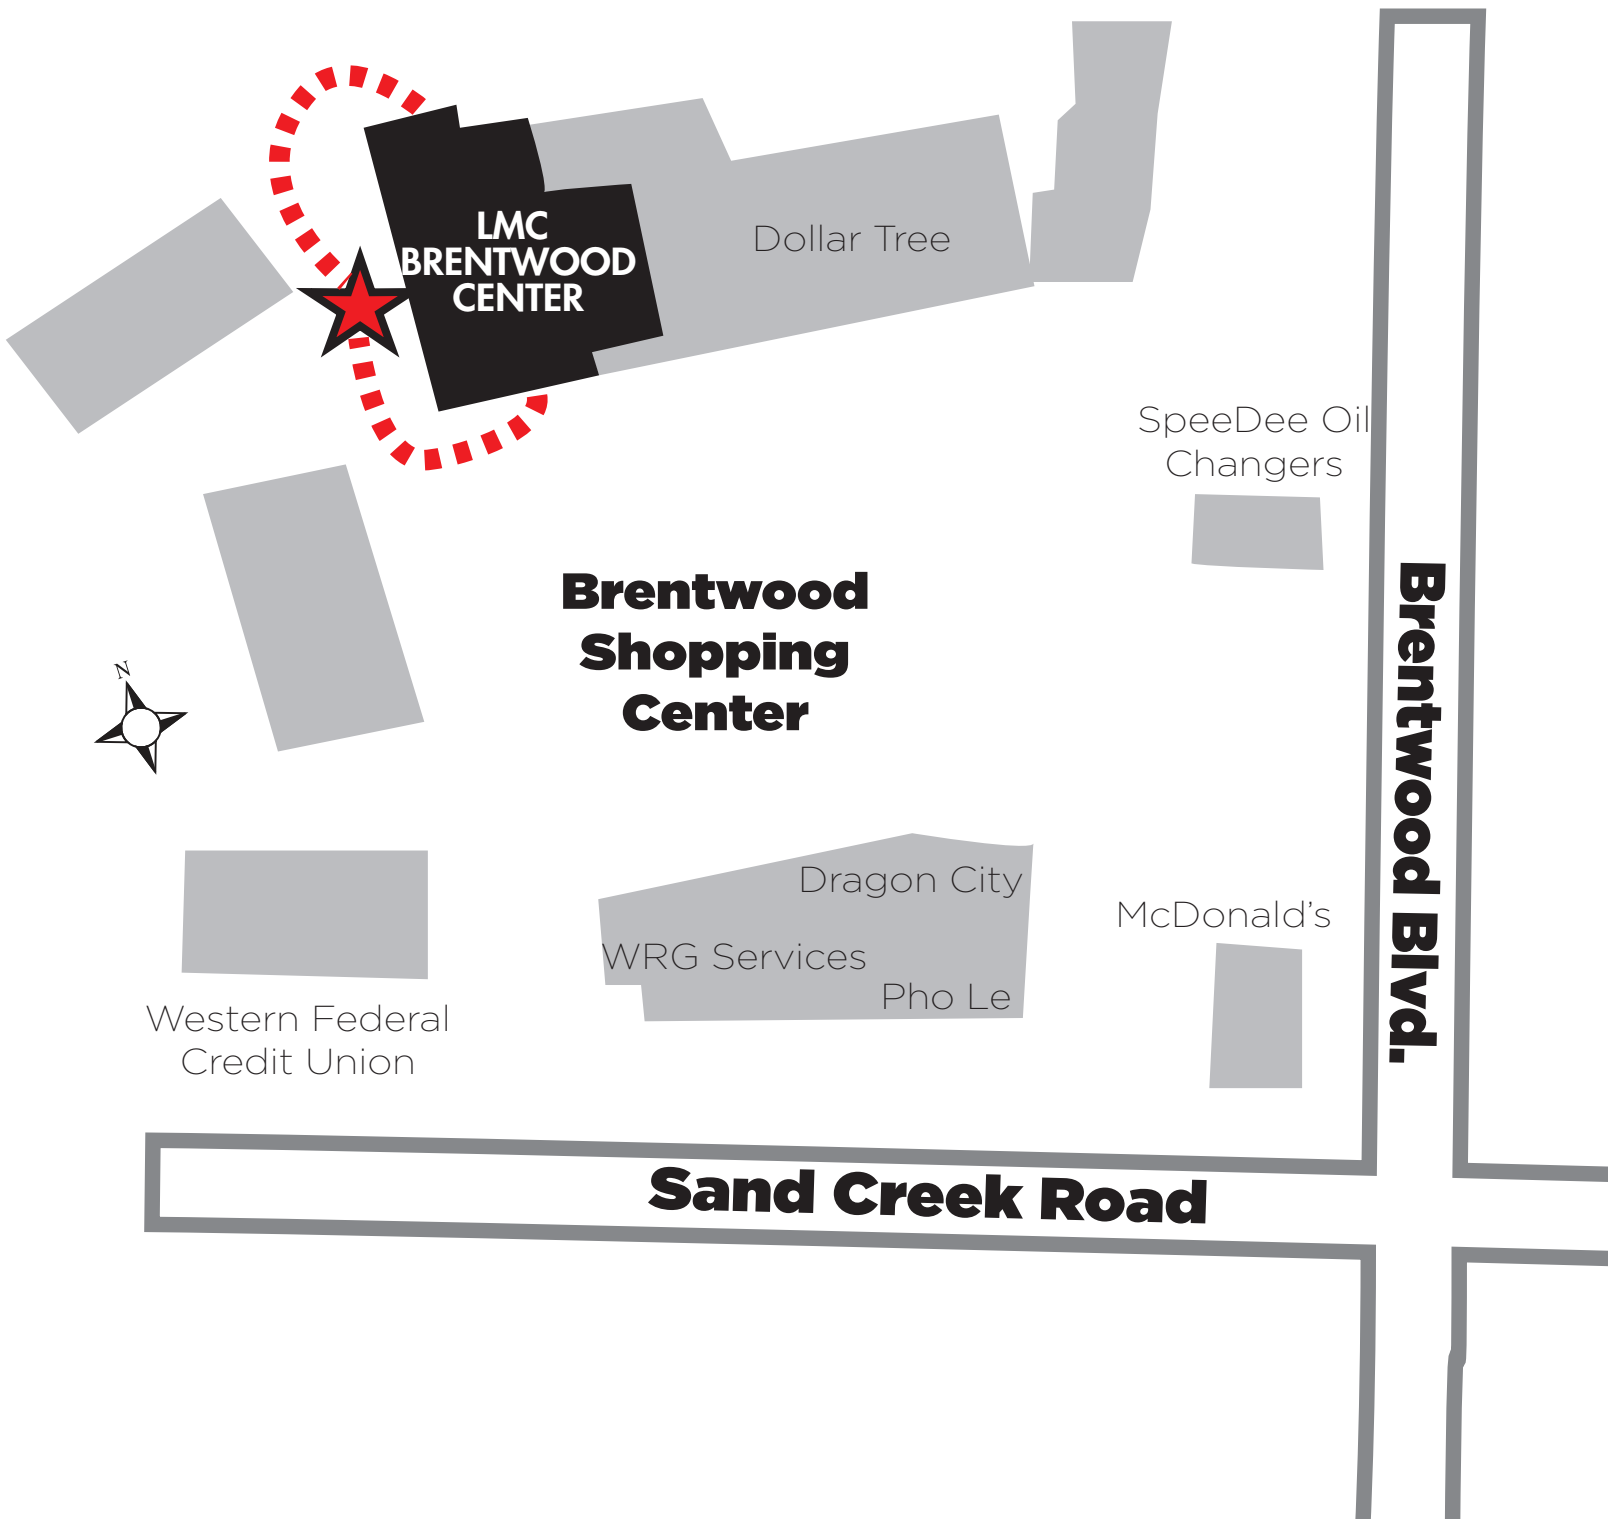 LMC
BRENTWOOD
CENTER
Dollar Tree
SpeeDee Oil
Changers
Brentwood
Shopping
Center
N
Brentwood Blvd.
Dragon City
WRG Services
Pho Le
McDonald’s
Western Federal
Credit Union
Sand Creek Road